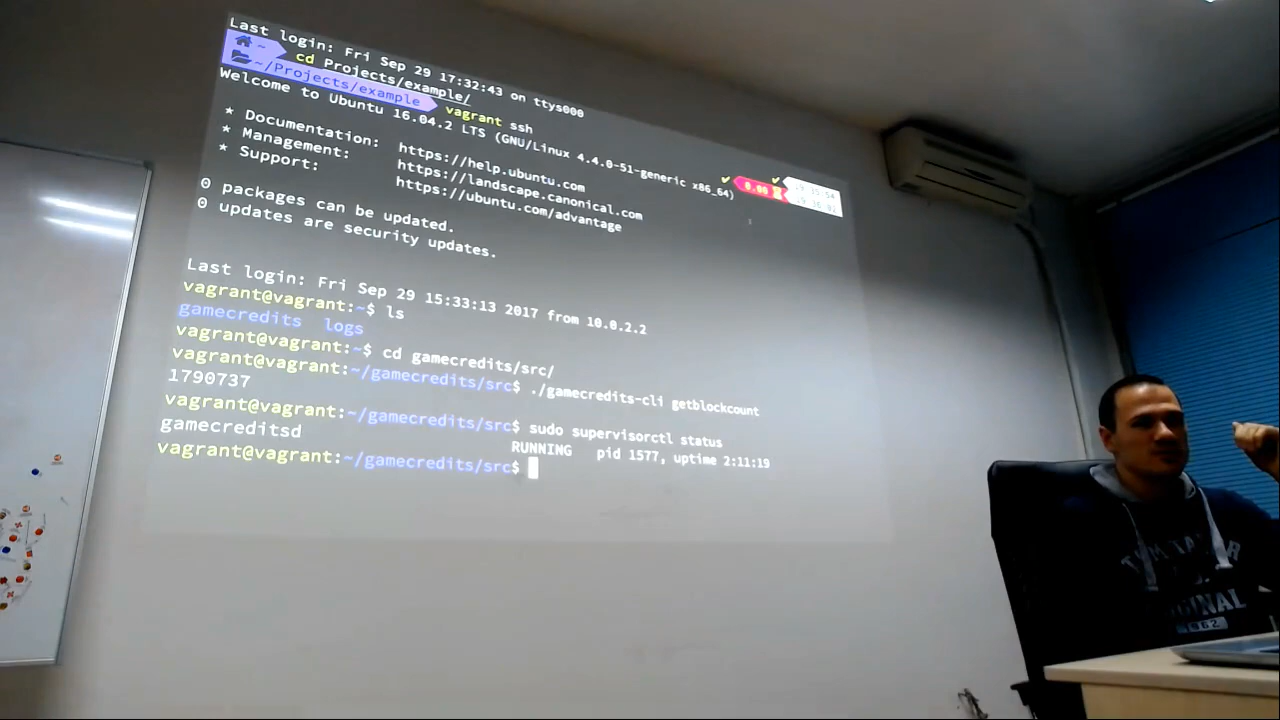 Last login: Fri Sep 29 17:32:43 on ttys000
~ cd Projects/example/
~/Projects/example vagrant ssh
Welcome to Ubuntu 16.04.2 LTS (GNU/Linux 4.4.0-51-generic x86_64)
* Documentation: https://help.ubuntu.com
* Management: https://landscape.canonical.com
* Support: https://ubuntu.com/advantage
0 packages can be updated.
0 updates are security updates.
Last login: Fri Sep 29 15:33:13 2017 from 10.0.2.2
vagrant@vagrant:~$ ls
gamecredits logs
vagrant@vagrant:~$ cd gamecredits/src/
vagrant@vagrant:~/gamecredits/src$ ./gamecredits-cli getblockcount
1790737
vagrant@vagrant:~/gamecredits/src$ sudo supervisorctl status
gamecreditsd RUNNING pid 1577, uptime 2:11:19
vagrant@vagrant:~/gamecredits/src$
1962